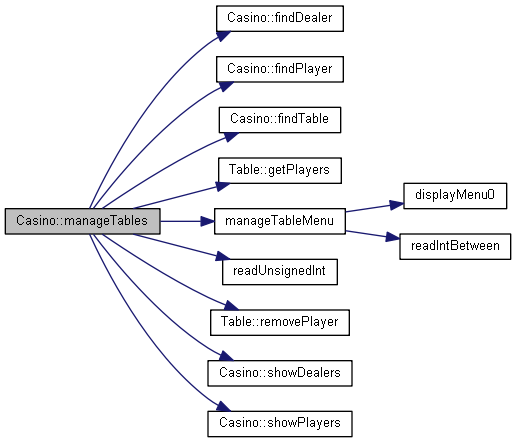 Casino::findDealer
Casino::findPlayer
Casino::findTable
Table::getPlayers
Casino::manageTables
manageTableMenu
displayMenu0
readIntBetween
readUnsignedInt
Table::removePlayer
Casino::showDealers
Casino::showPlayers